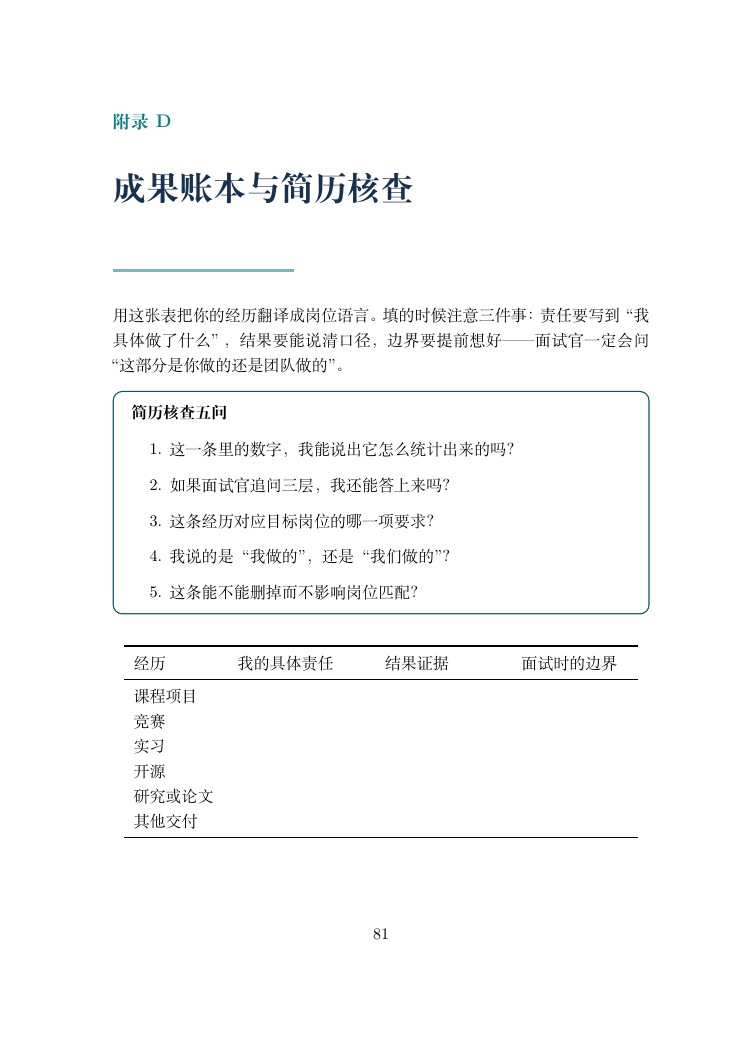 附录 D
成果账本与简历核查
用这张表把你的经历翻译成岗位语言。填的时候注意三件事：责任要写到 “我
具体做了什么” ，结果要能说清口径，边界要提前想好——面试官一定会问
“这部分是你做的还是团队做的”。
简历核查五问
1. 这一条里的数字，我能说出它怎么统计出来的吗？
2. 如果面试官追问三层，我还能答上来吗？
3. 这条经历对应目标岗位的哪一项要求？
4. 我说的是 “我做的”，还是 “我们做的”？
5. 这条能不能删掉而不影响岗位匹配？
经历 我的具体责任 结果证据 面试时的边界
课程项目
竞赛
实习
开源
研究或论文
其他交付
81